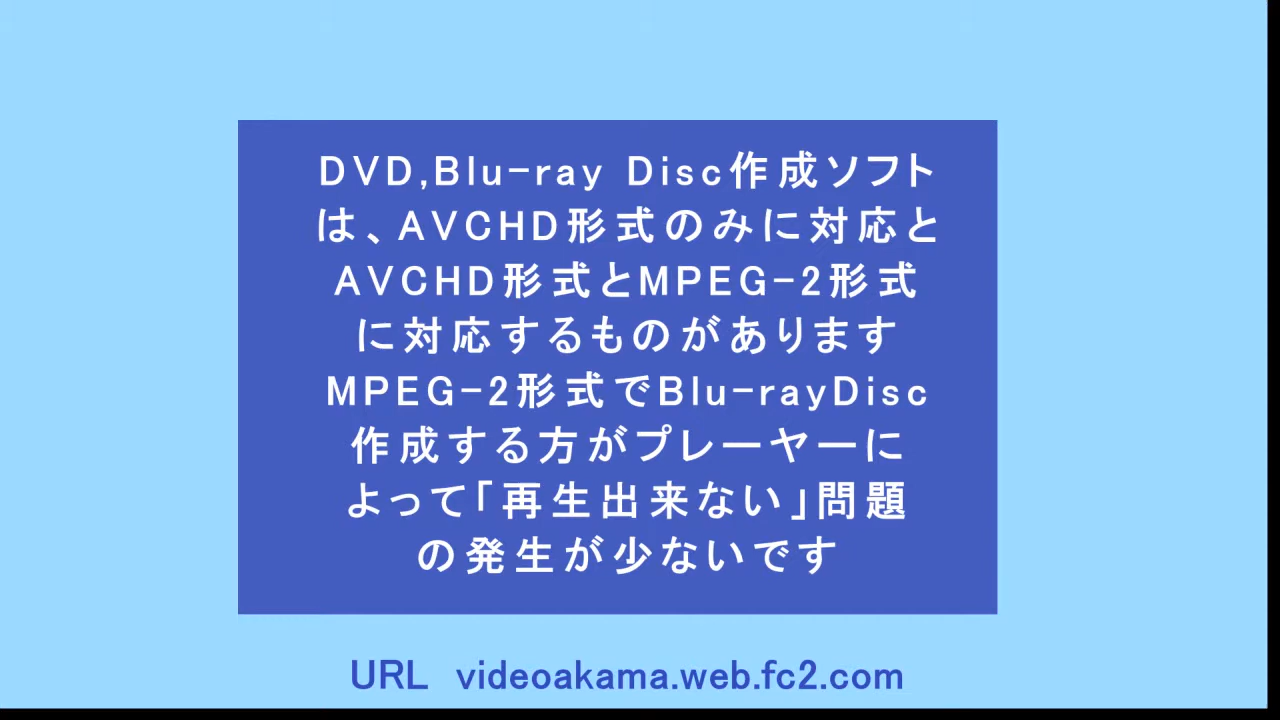 DVD,Blu-ray Disc作成ソフト
は、AVCHD形式のみに対応と
AVCHD形式とMPEG-2形式
に対応するものがあります
MPEG-2形式でBlu-rayDisc
作成する方がプレーヤーに
よって「再生出来ない」問題
の発生が少ないです
URL videoakama.web.fc2.com